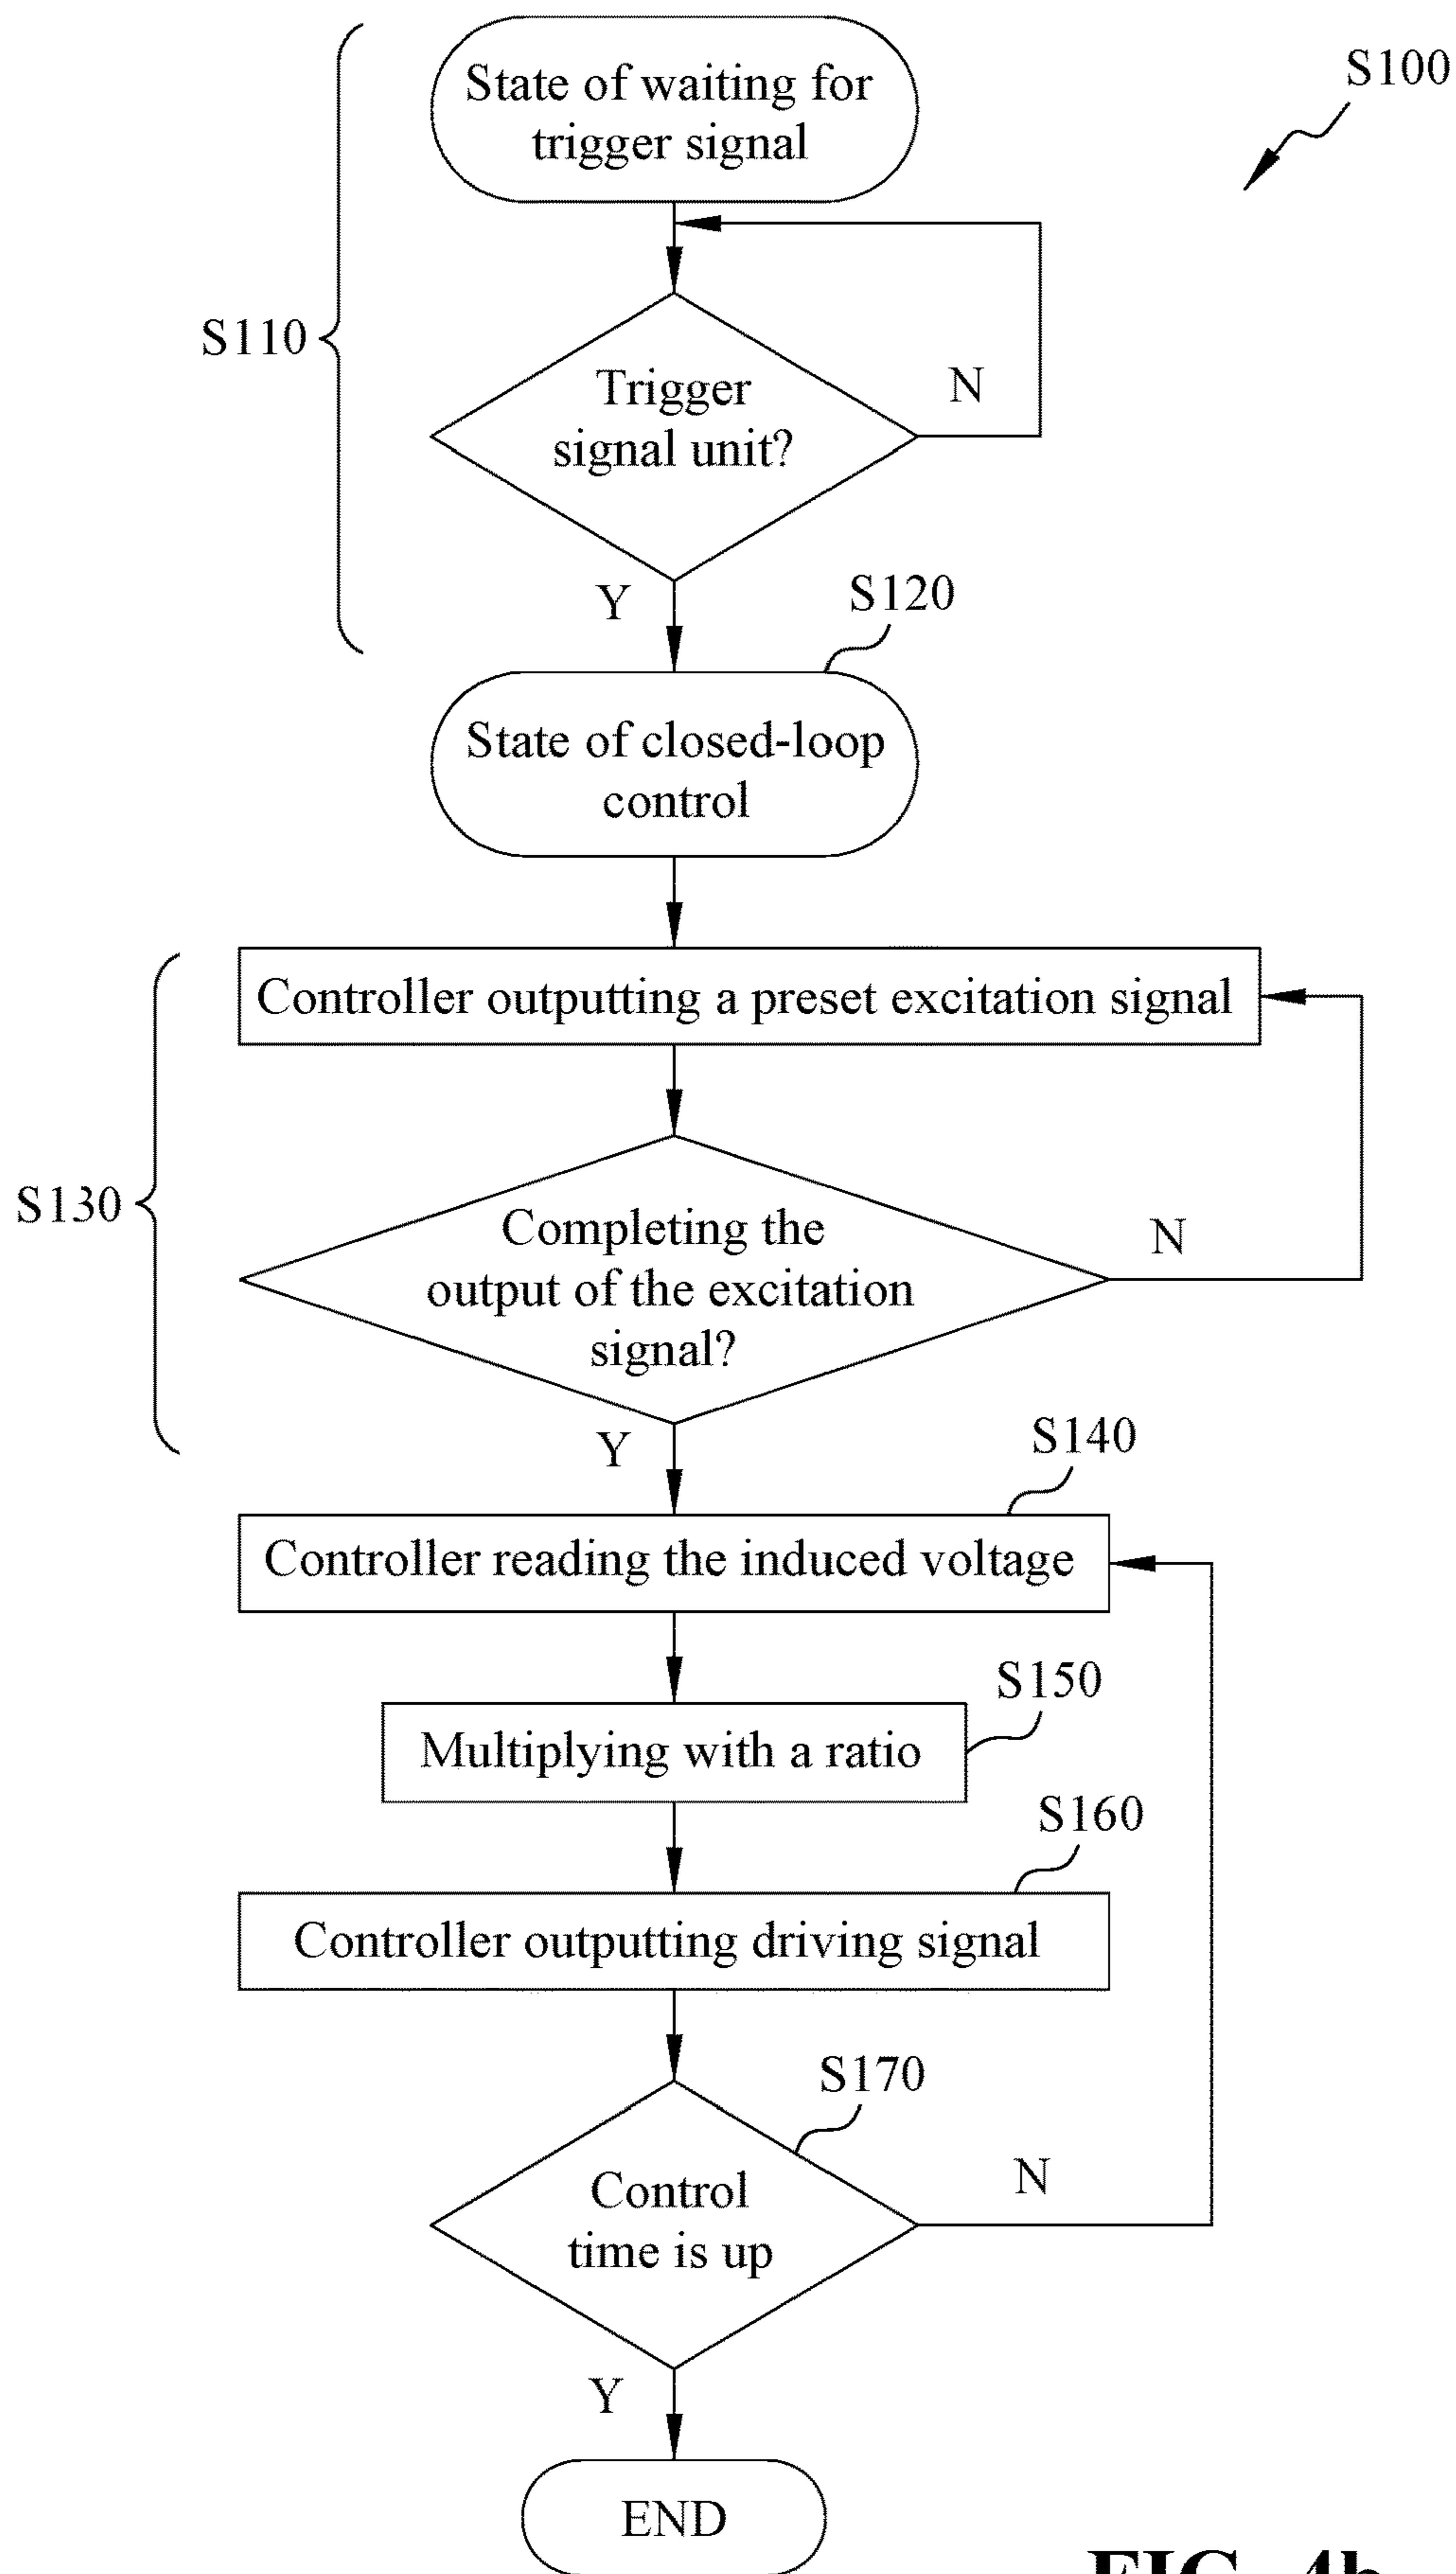 State of waiting for
trigger signal
S100
S110
Trigger
signal unit?
N
Y
S120
State of closed-loop
control
Controller outputting a preset excitation signal
S130
Completing the
output of the excitation
signal?
N
Y
S140
Controller reading the induced voltage
S150
Multiplying with a ratio
S160
Controller outputting driving signal
S170
Control
time is up
N
Y
END
FIG. 4b